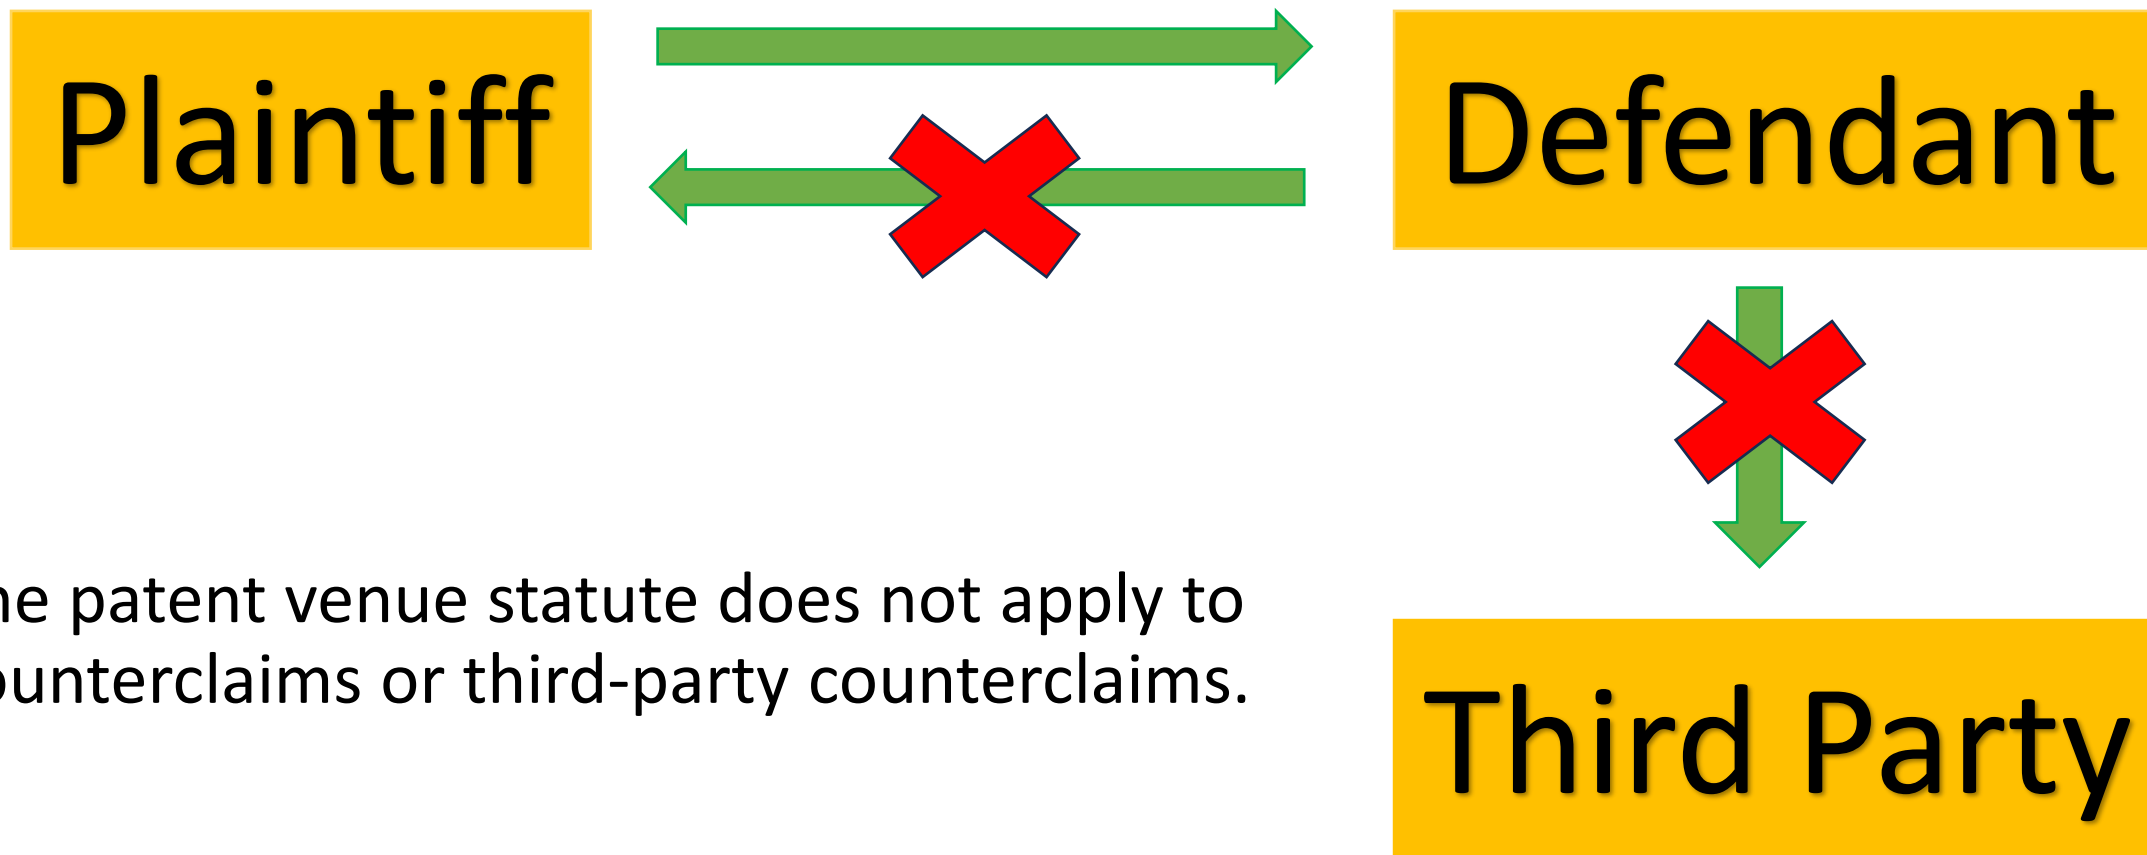 Plaintiff
Defendant
he patent venue statute does not apply to
ounterclaims or third-party counterclaims.
Third Party